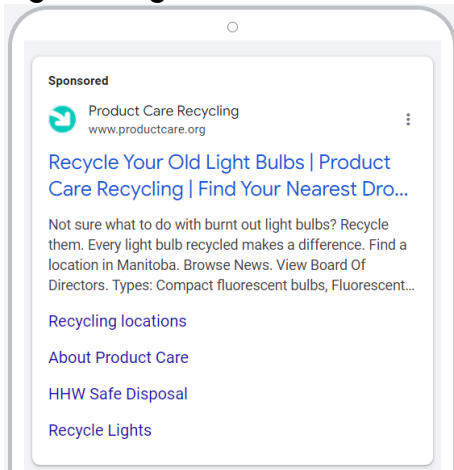 Sponsored
Product Care Recycling
www.productcare.org
Recycle Your Old Light Bulbs | Product
Care Recycling | Find Your Nearest Dro...
Not sure what to do with burnt out light bulbs? Recycle
them. Every light bulb recycled makes a difference. Find a
location in Manitoba. Browse News. View Board Of
Directors. Types: Compact fluorescent bulbs, Fluorescent...
Recycling locations
About Product Care
HHW Safe Disposal
Recycle Lights